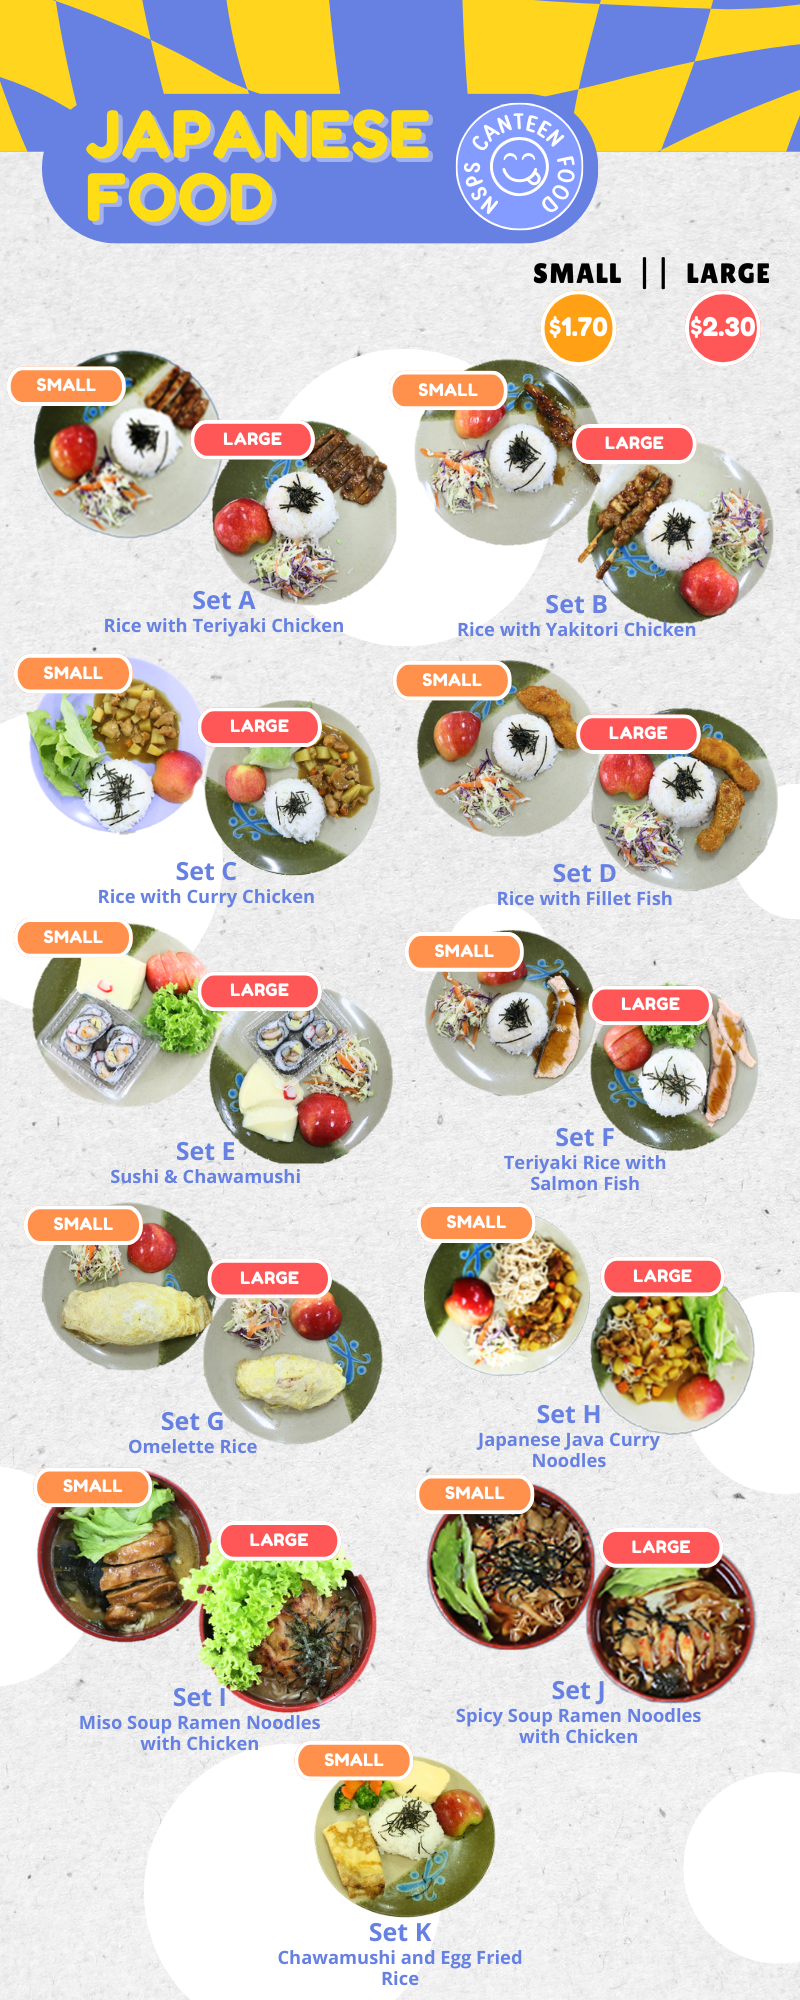 JAPANESE
FOOD
NSPS CANTEEN FOOD
SMALL || LARGE
$1.70 $2.30
SMALL
LARGE
Set A
Rice with Teriyaki Chicken
SMALL
LARGE
Set B
Rice with Yakitori Chicken
SMALL
LARGE
Set C
Rice with Curry Chicken
SMALL
LARGE
Set D
Rice with Fillet Fish
SMALL
LARGE
Set E
Sushi & Chawamushi
SMALL
LARGE
Set F
Teriyaki Rice with
Salmon Fish
SMALL
LARGE
Set G
Omelette Rice
SMALL
LARGE
Set H
Japanese Java Curry
Noodles
SMALL
LARGE
Set I
Miso Soup Ramen Noodles
with Chicken
SMALL
LARGE
Set J
Spicy Soup Ramen Noodles
with Chicken
SMALL
Set K
Chawamushi and Egg Fried
Rice